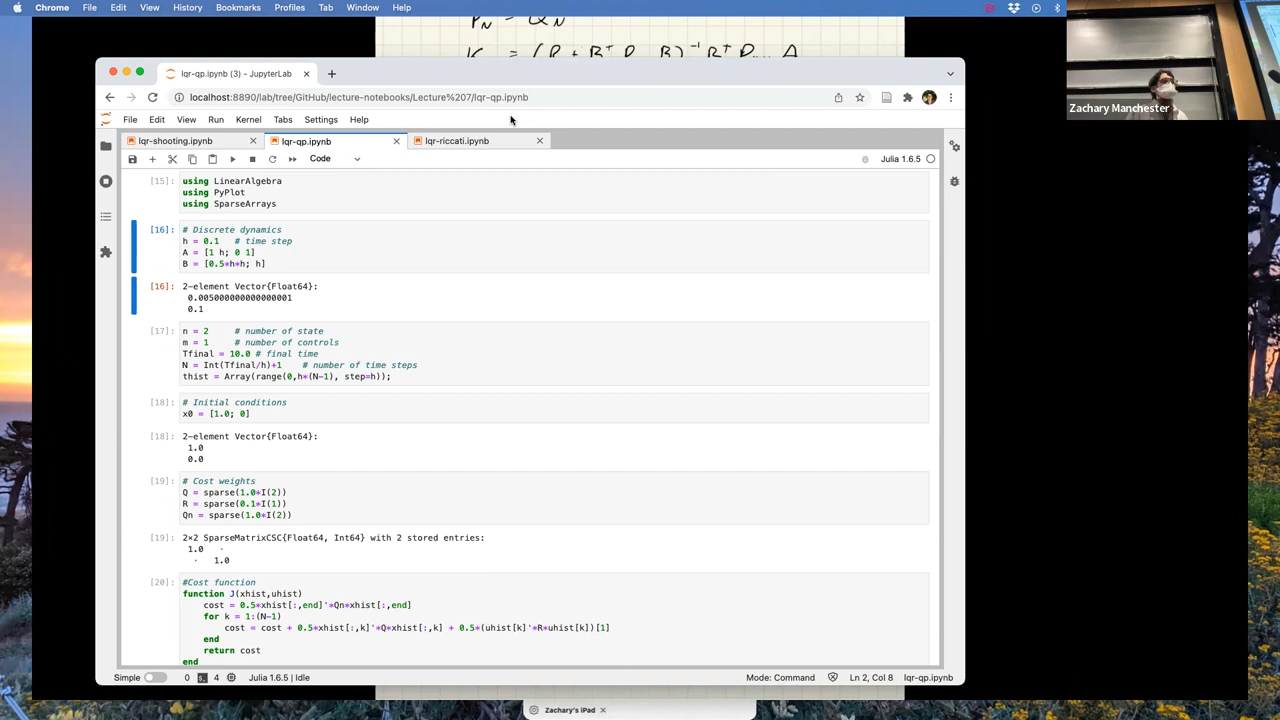 Chrome File Edit View History Bookmarks Profiles Tab Window Help
PN = QN
K = (R + BT P B)-1 BT P A
Zachary Manchester
lqr-qp.ipynb (3) - JupyterLab
localhost:8890/lab/tree/GitHub/lecture-notebooks/Lecture%207/lqr-qp.ipynb
File Edit View Run Kernel Tabs Settings Help
lqr-shooting.ipynb lqr-qp.ipynb lqr-riccati.ipynb
Code Julia 1.6.5
[15]: using LinearAlgebra
using PyPlot
using SparseArrays
[16]: # Discrete dynamics
h = 0.1 # time step
A = [1 h; 0 1]
B = [0.5*h*h; h]
[16]: 2-element Vector{Float64}:
0.005000000000000001
0.1
[17]: n = 2 # number of state
m = 1 # number of controls
Tfinal = 10.0 # final time
N = Int(Tfinal/h)+1 # number of time steps
thist = Array(range(0,h*(N-1), step=h));
[18]: # Initial conditions
x0 = [1.0; 0]
[18]: 2-element Vector{Float64}:
1.0
0.0
[19]: # Cost weights
Q = sparse(1.0*I(2))
R = sparse(0.1*I(1))
Qn = sparse(1.0*I(2))
[19]: 2×2 SparseMatrixCSC{Float64, Int64} with 2 stored entries:
1.0 ⋅
⋅ 1.0
[20]: #Cost function
function J(xhist,uhist)
cost = 0.5*xhist[:,end]'*Qn*xhist[:,end]
for k = 1:(N-1)
cost = cost + 0.5*xhist[:,k]'*Q*xhist[:,k] + 0.5*(uhist[k]'*R*uhist[k])[1]
end
return cost
end
Simple 0 4 Julia 1.6.5 | Idle Mode: Command Ln 2, Col 8 lqr-qp.ipynb
Zachary's iPad